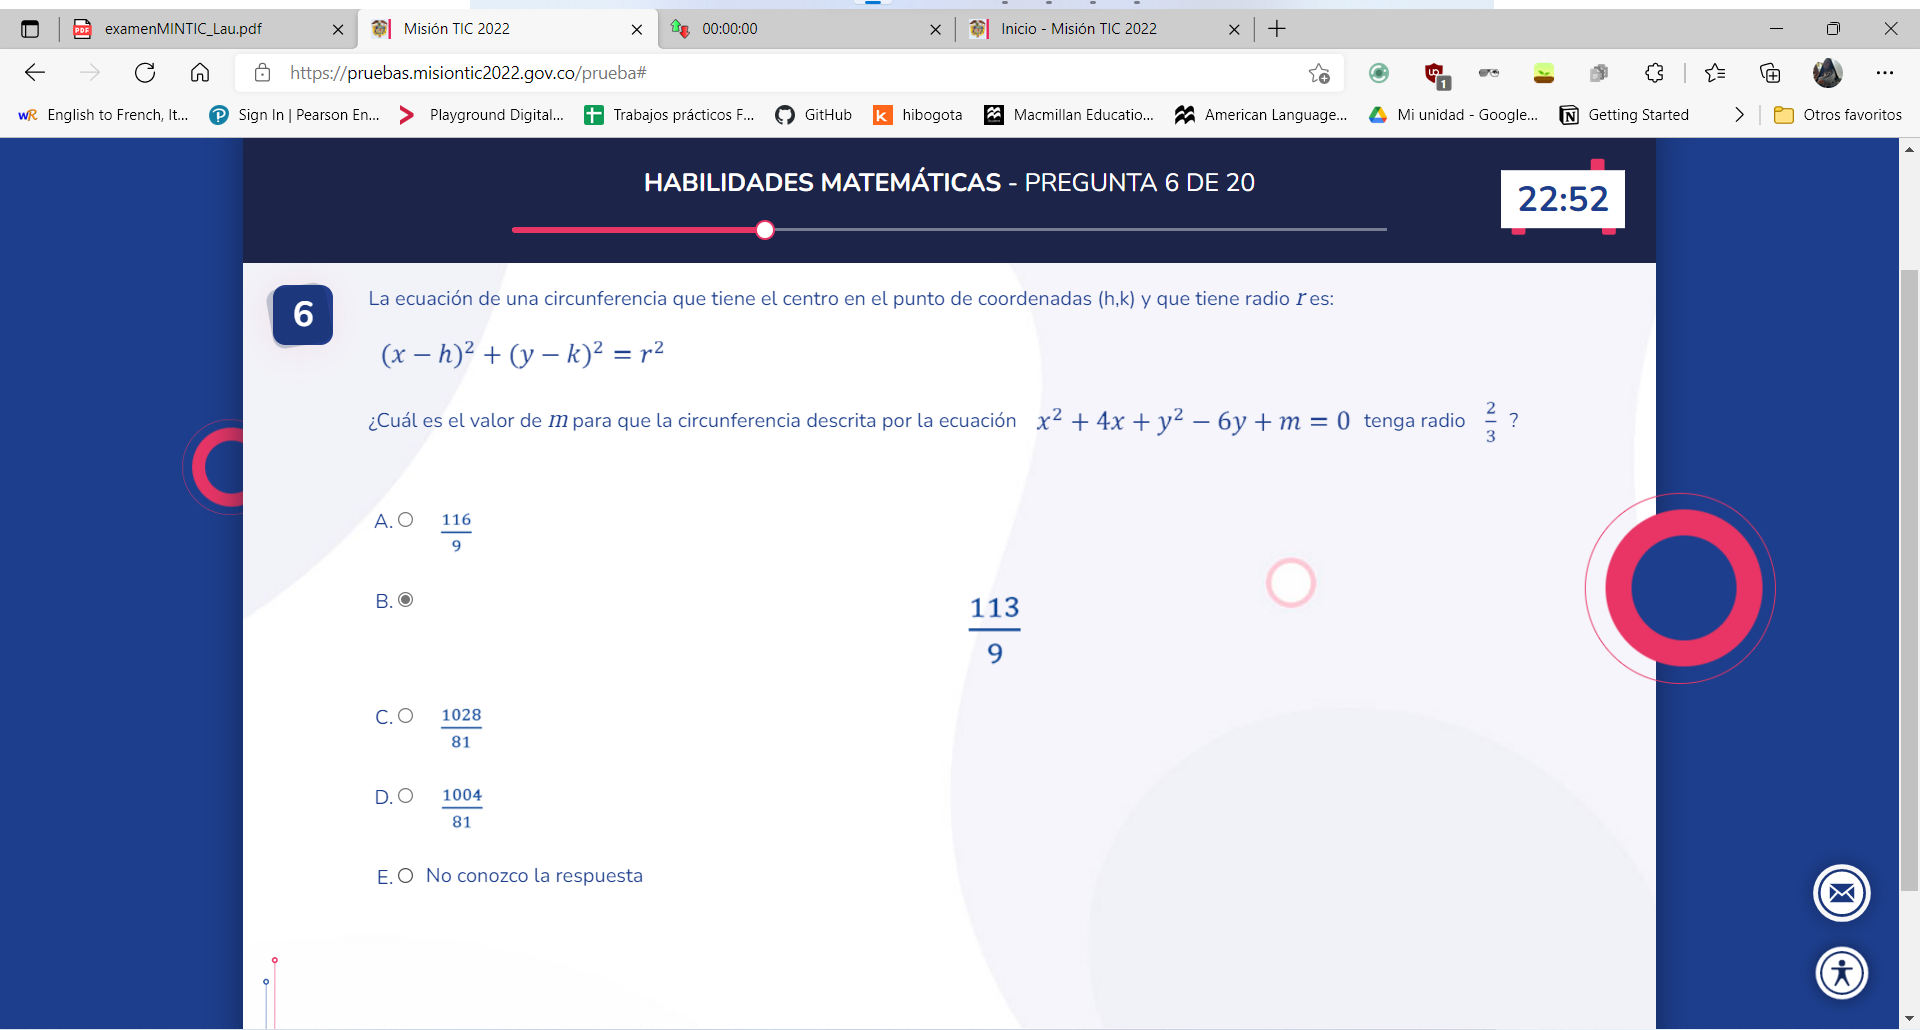 examenMINTIC_Lau.pdf
Misión TIC 2022
00:00:00
Inicio - Misión TIC 2022
https://pruebas.misiontic2022.gov.co/prueba#
1
English to French, It...
Sign In | Pearson En...
Playground Digital...
Trabajos prácticos F...
GitHub
hibogota
Macmillan Educatio...
American Language...
Mi unidad - Google...
Getting Started
Otros favoritos
HABILIDADES MATEMÁTICAS - PREGUNTA 6 DE 20
22:52
6
La ecuación de una circunferencia que tiene el centro en el punto de coordenadas (h,k) y que tiene radio r es:
(x − h)² + (y − k)² = r²
¿Cuál es el valor de m para que la circunferencia descrita por la ecuación x² + 4x + y² − 6y + m = 0 tenga radio 2/3 ?
A. 116/9
B. 113/9
C. 1028/81
D. 1004/81
E. No conozco la respuesta